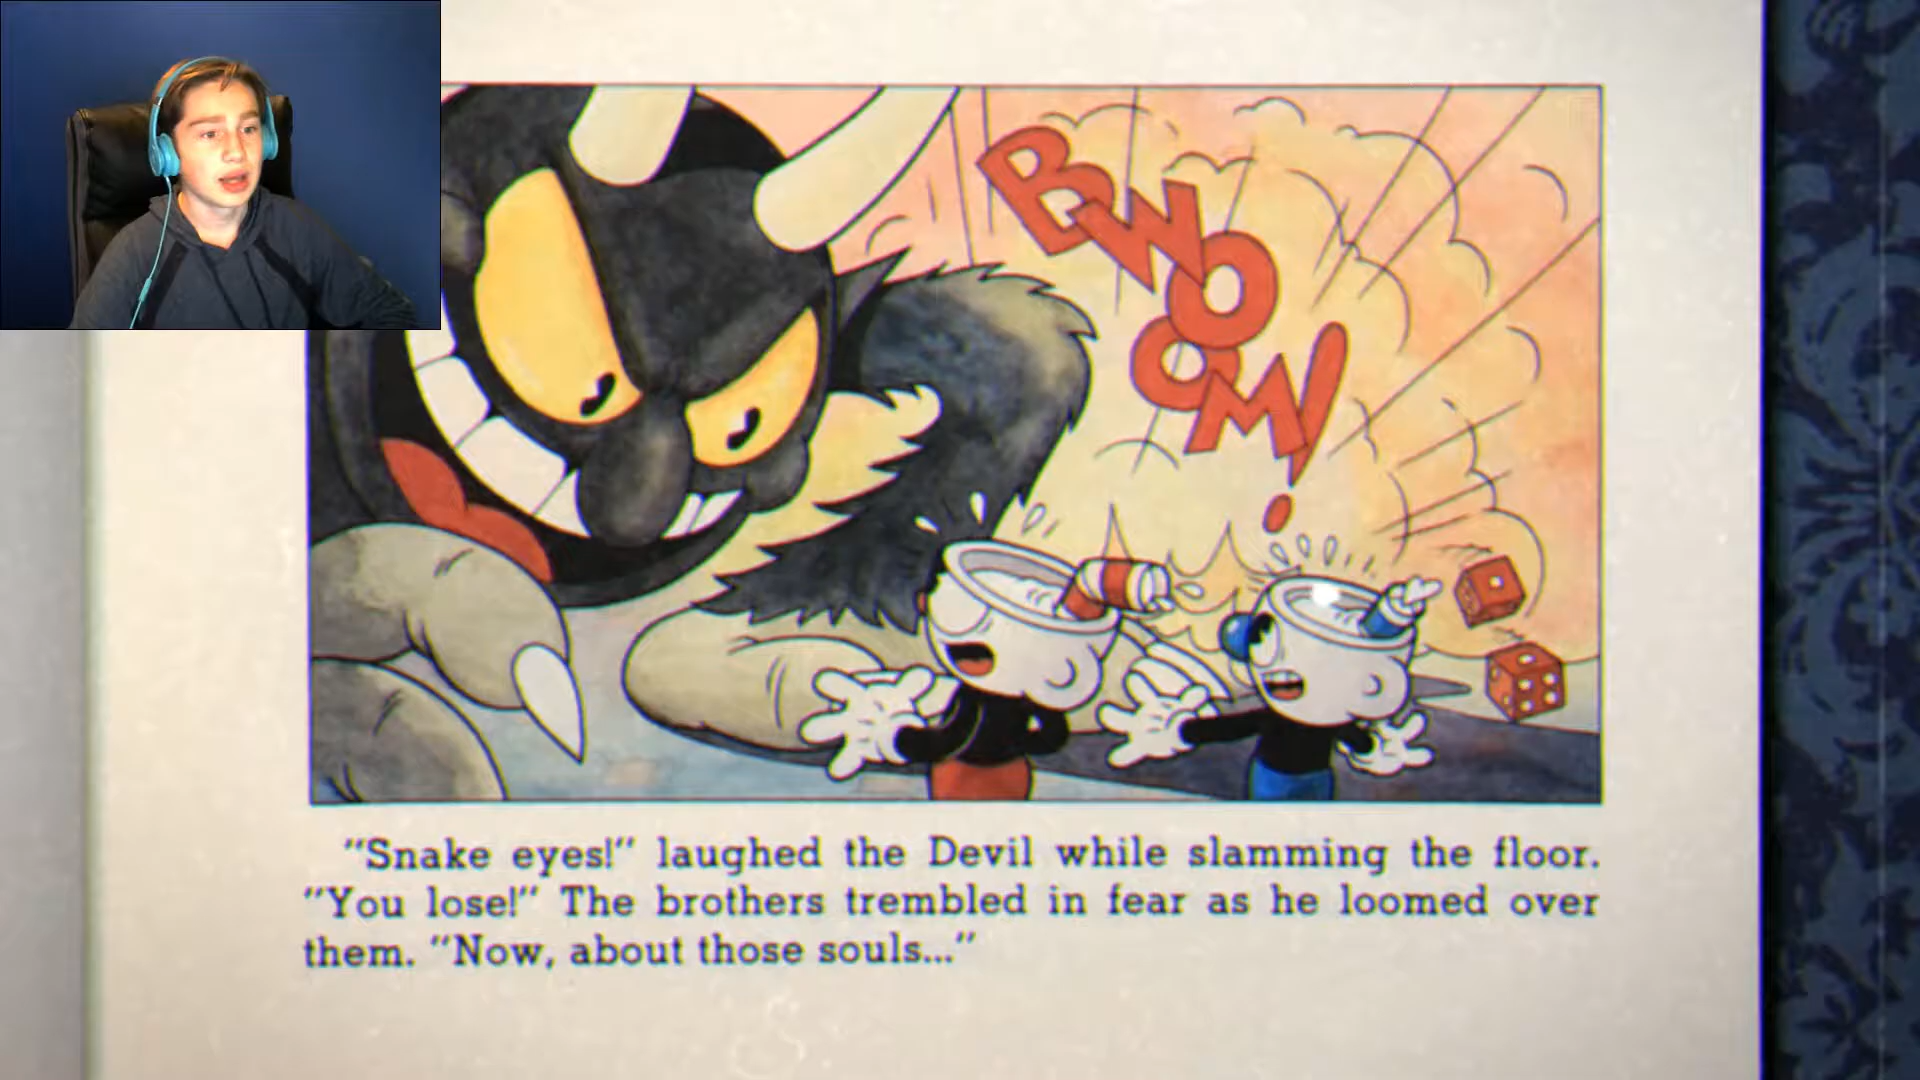 BWOOM!
“Snake eyes!” laughed the Devil while slamming the floor.
“You lose!” The brothers trembled in fear as he loomed over
them. “Now, about those souls...”